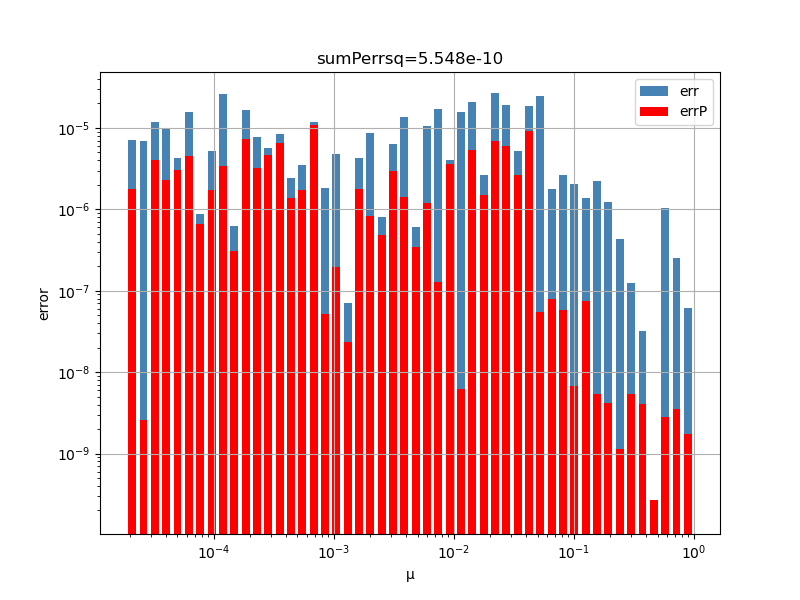 sumPerrsq=5.548e-10
err
errP
10⁻⁵
10⁻⁶
10⁻⁷
10⁻⁸
10⁻⁹
error
10⁻⁴
10⁻³
10⁻²
10⁻¹
10⁰
μ